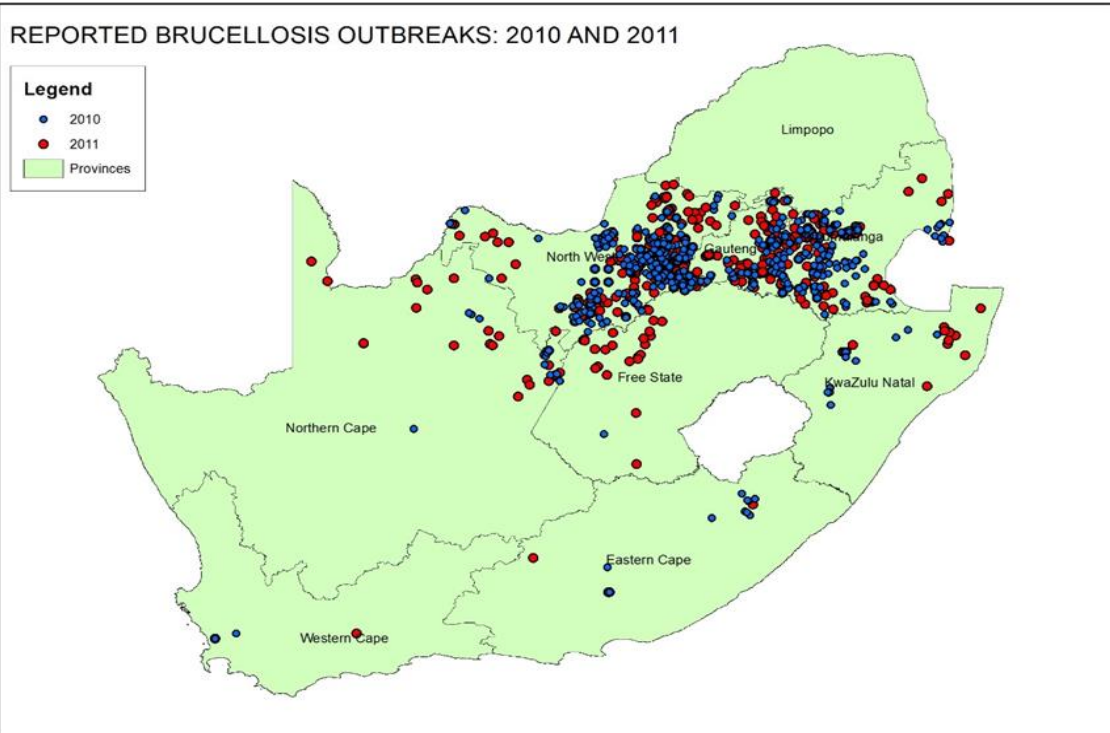 REPORTED BRUCELLOSIS OUTBREAKS: 2010 AND 2011
Legend
2010
2011
Provinces
Limpopo
North West
Gauteng
Free State
KwaZulu Natal
Northern Cape
Eastern Cape
Western Cape